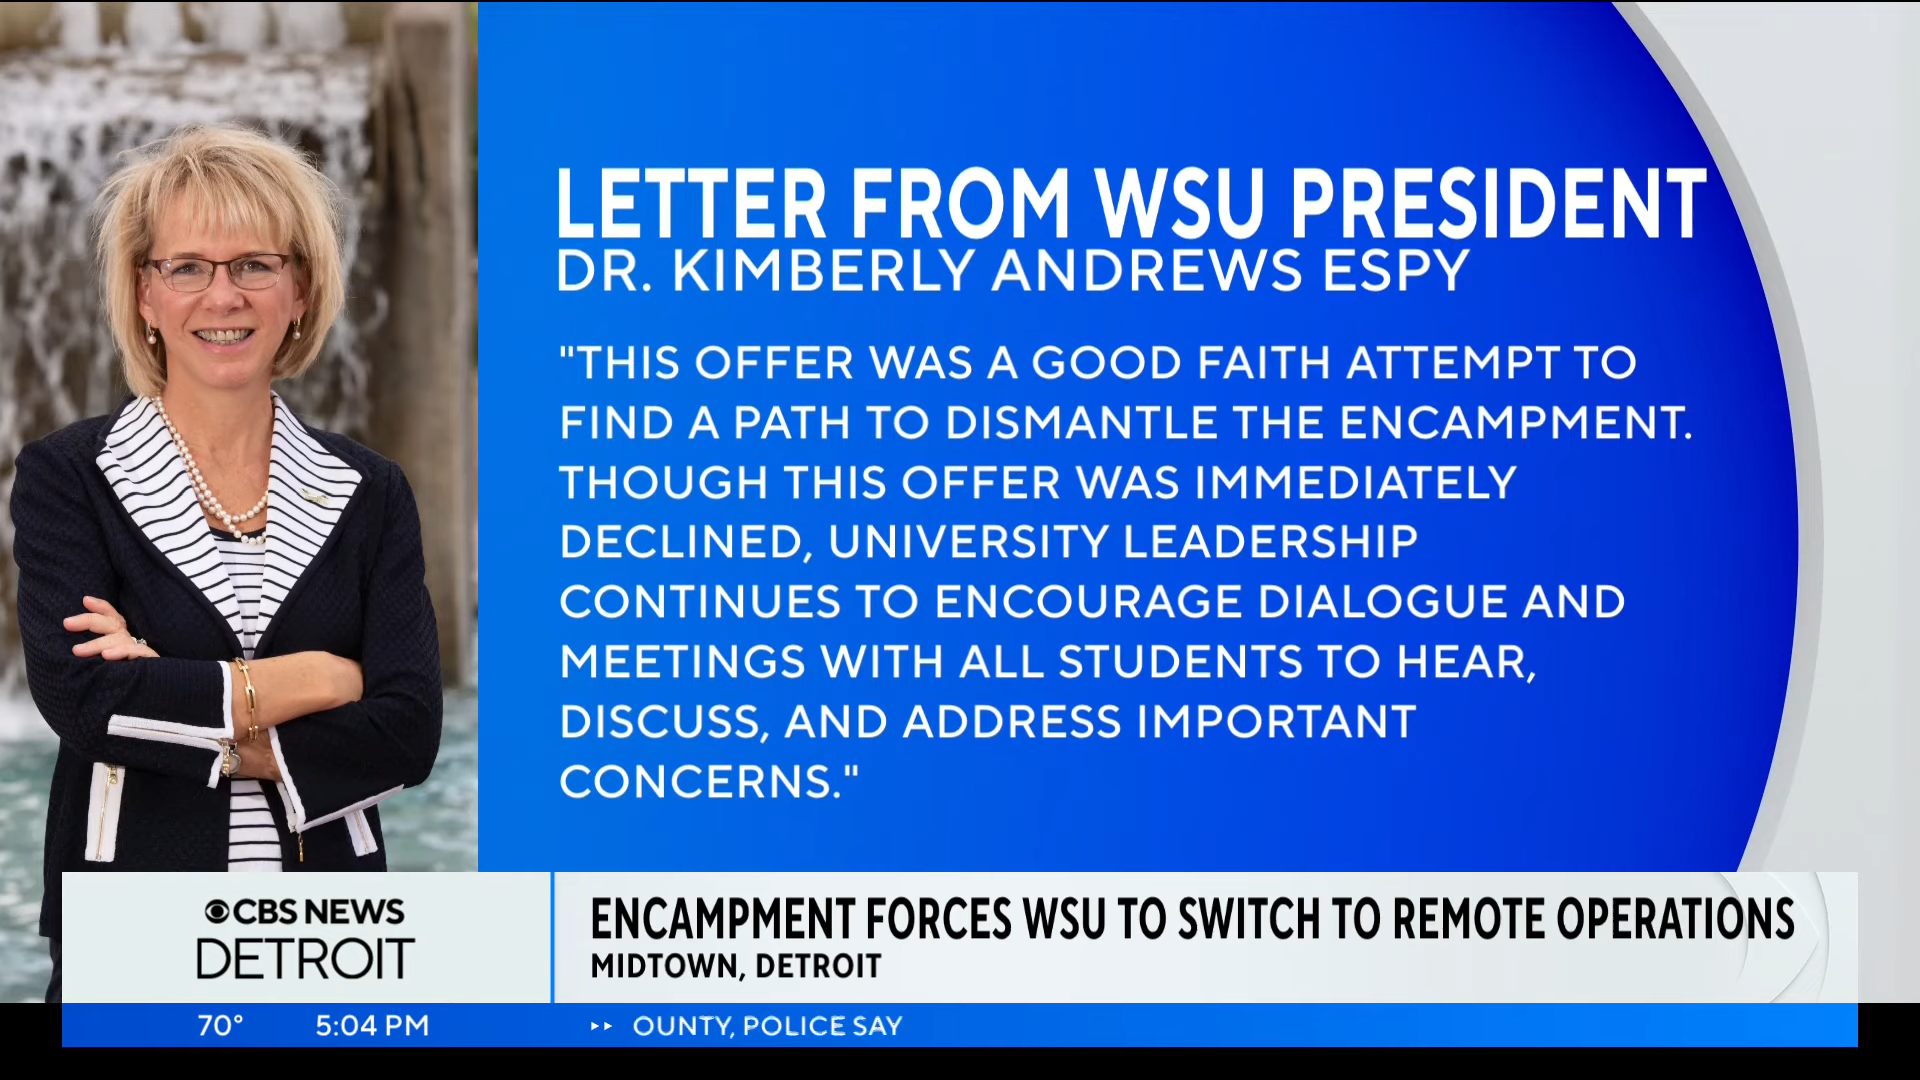 LETTER FROM WSU PRESIDENT
DR. KIMBERLY ANDREWS ESPY
"THIS OFFER WAS A GOOD FAITH ATTEMPT TO
FIND A PATH TO DISMANTLE THE ENCAMPMENT.
THOUGH THIS OFFER WAS IMMEDIATELY
DECLINED, UNIVERSITY LEADERSHIP
CONTINUES TO ENCOURAGE DIALOGUE AND
MEETINGS WITH ALL STUDENTS TO HEAR,
DISCUSS, AND ADDRESS IMPORTANT
CONCERNS."
CBS NEWS
DETROIT
ENCAMPMENT FORCES WSU TO SWITCH TO REMOTE OPERATIONS
MIDTOWN, DETROIT
70° 5:04 PM OUNTY, POLICE SAY